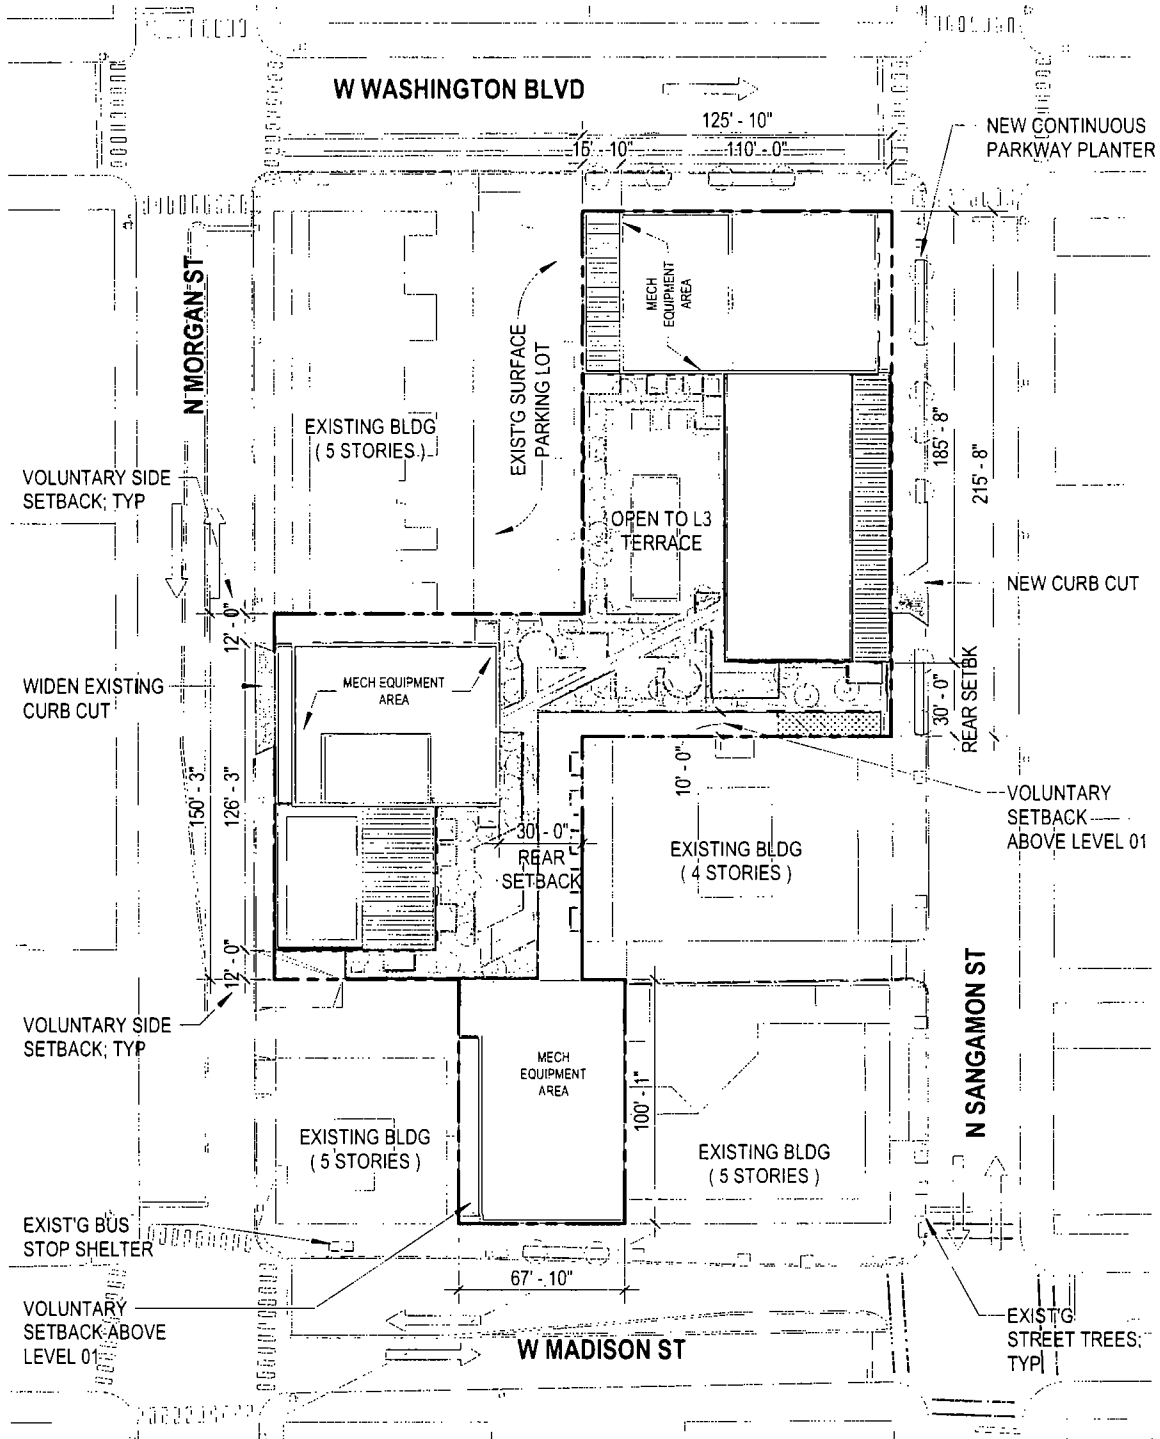 W WASHINGTON BLVD
125' - 10"
15' - 10"
110' - 0"
NEW CONTINUOUS
PARKWAY PLANTER
N MORGAN ST
MECH
EQUIPMENT
AREA
EXIST'G SURFACE
PARKING LOT
EXISTING BLDG
( 5 STORIES )
185' - 8"
215' - 8"
VOLUNTARY SIDE
SETBACK; TYP
OPEN TO L3
TERRACE
NEW CURB CUT
12' - 0"
WIDEN EXISTING
CURB CUT
MECH EQUIPMENT
AREA
30' - 0"
REAR SETBK
150' - 3"
126' - 3"
10' - 0"
VOLUNTARY
SETBACK
ABOVE LEVEL 01
30' - 0"
REAR
SETBACK
EXISTING BLDG
( 4 STORIES )
12' - 0"
VOLUNTARY SIDE
SETBACK; TYP
N SANGAMON ST
MECH
EQUIPMENT
AREA
100' - 1"
EXISTING BLDG
( 5 STORIES )
EXISTING BLDG
( 5 STORIES )
EXIST'G BUS
STOP SHELTER
67' - 10"
VOLUNTARY
SETBACK ABOVE
LEVEL 01
EXIST'G
STREET TREES;
TYP
W MADISON ST